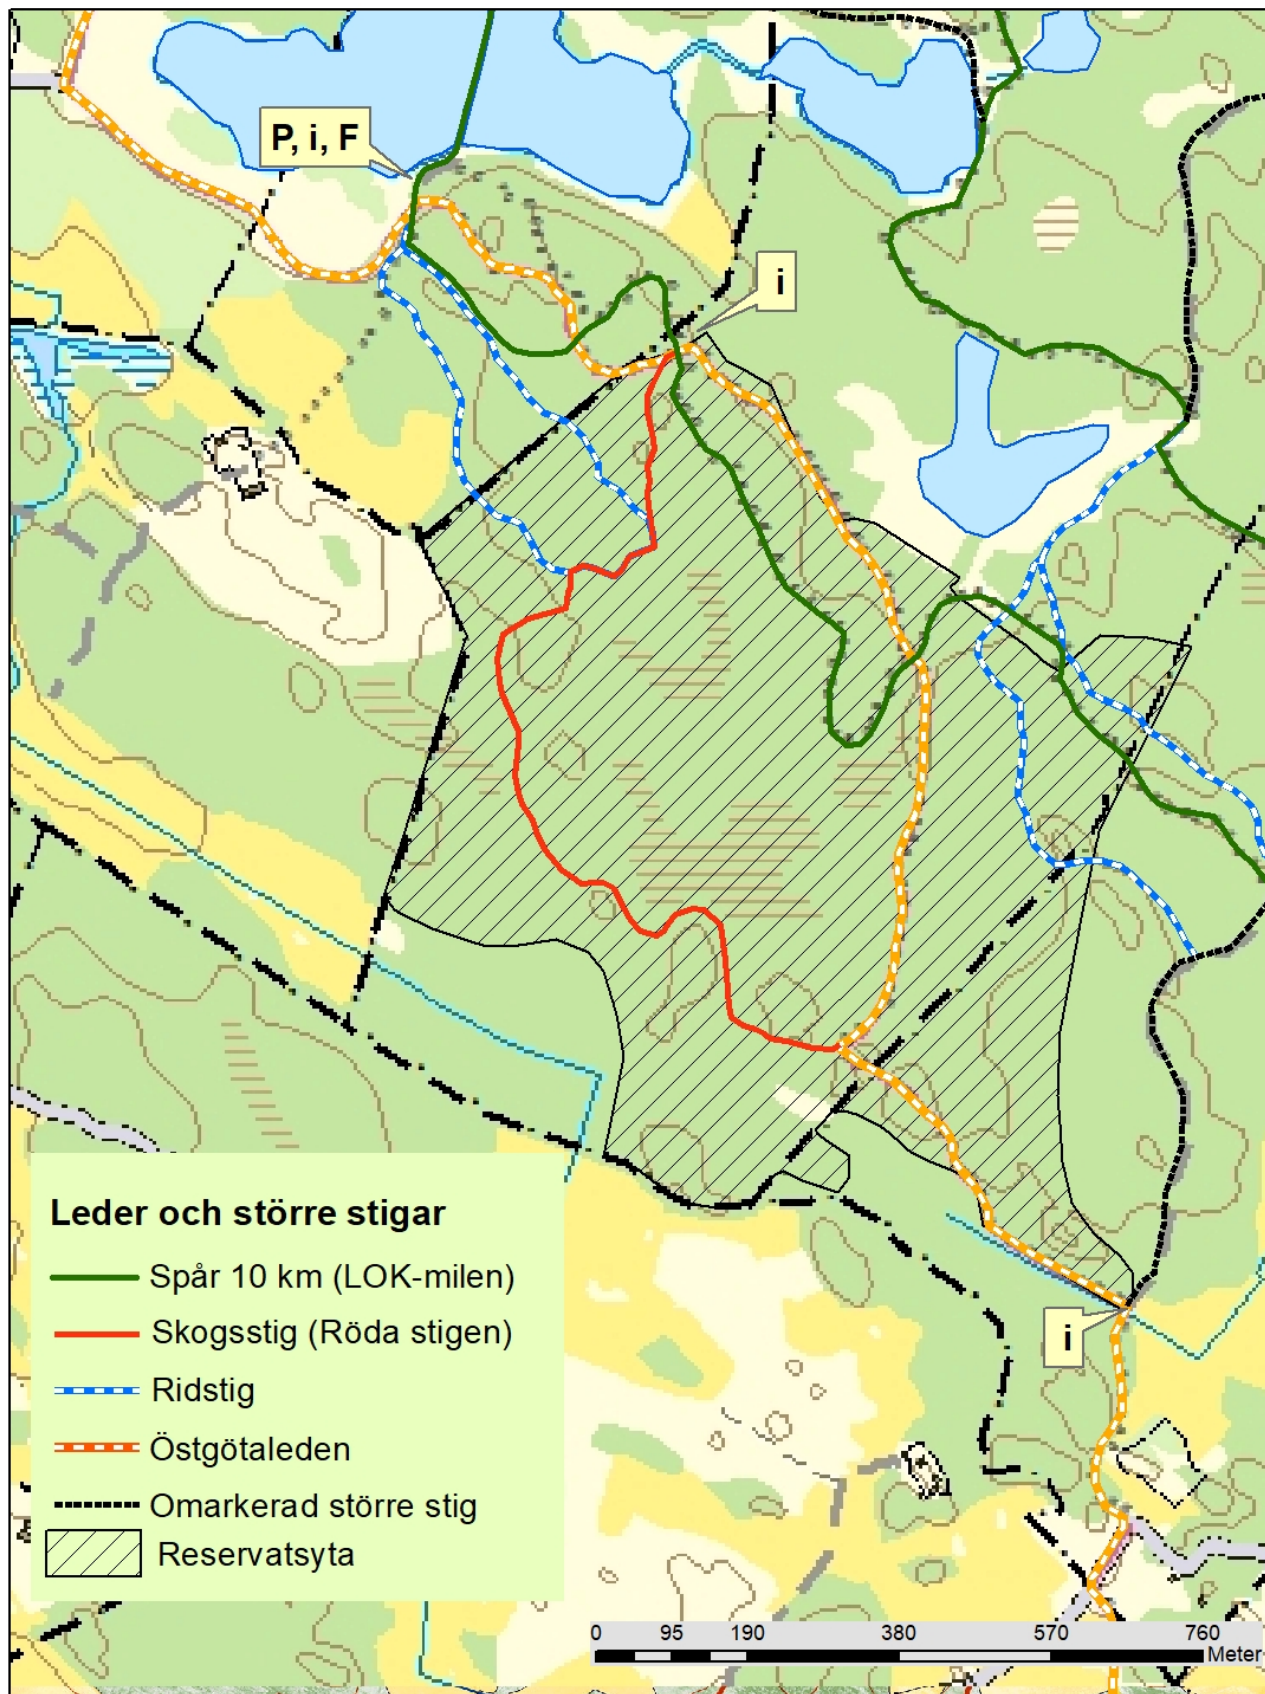 P, i, F
i
i
Leder och större stigar
Spår 10 km (LOK-milen)
Skogsstig (Röda stigen)
Ridstig
Östgötaleden
Omarkerad större stig
Reservatsyta
0 95 190 380 570 760
Meter